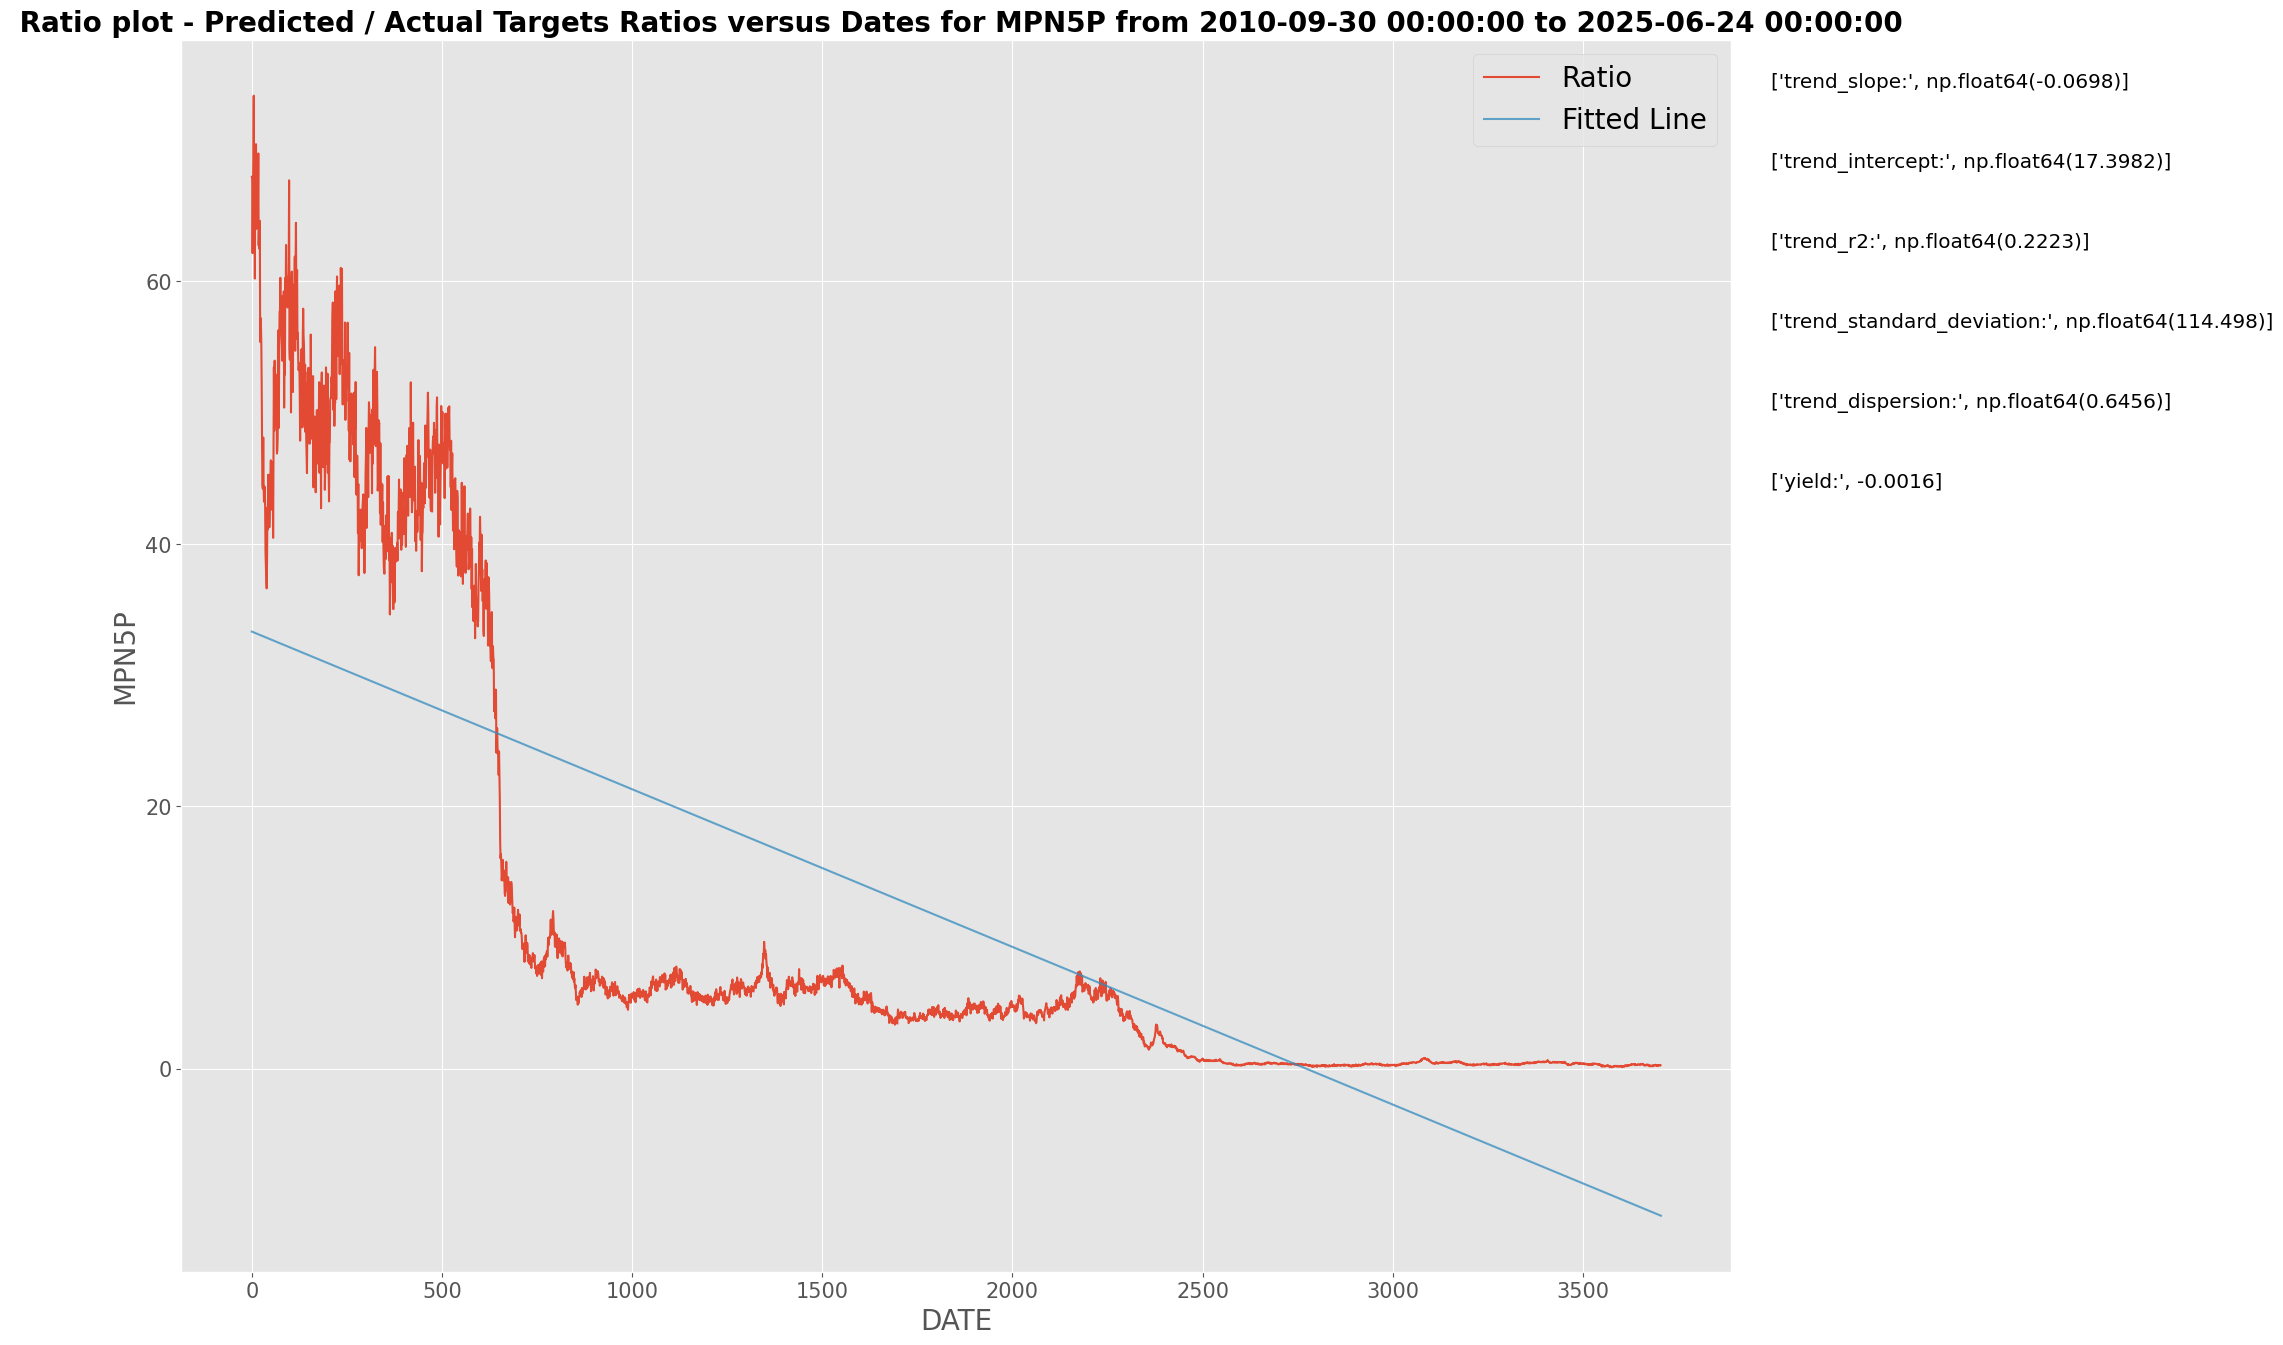 Ratio plot - Predicted / Actual Targets Ratios versus Dates for MPN5P from 2010-09-30 00:00:00 to 2025-06-24 00:00:00
Ratio
Fitted Line
['trend_slope:', np.float64(-0.0698)]
['trend_intercept:', np.float64(17.3982)]
['trend_r2:', np.float64(0.2223)]
['trend_standard_deviation:', np.float64(114.498)]
['trend_dispersion:', np.float64(0.6456)]
['yield:', -0.0016]
MPN5P
60
40
20
0
0 500 1000 1500 2000 2500 3000 3500
DATE